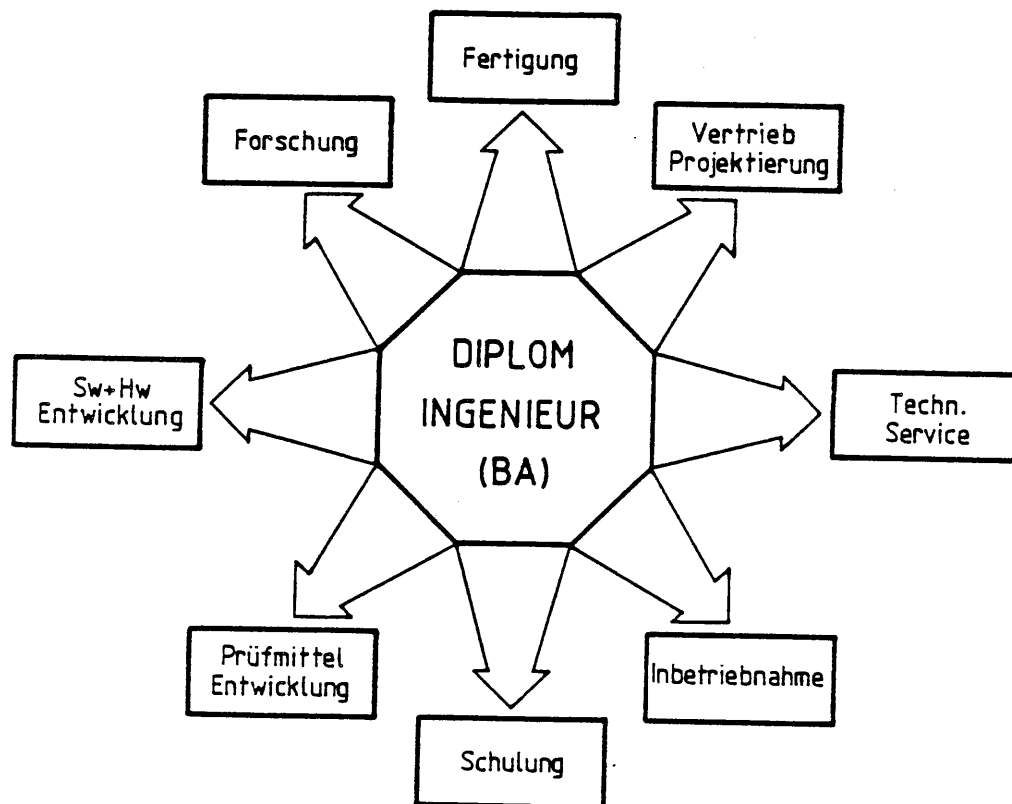 Fertigung
Forschung
Vertrieb
Projektierung
DIPLOM
INGENIEUR
(BA)
Sw+Hw
Entwicklung
Techn.
Service
Prüfmittel
Entwicklung
Inbetriebnahme
Schulung